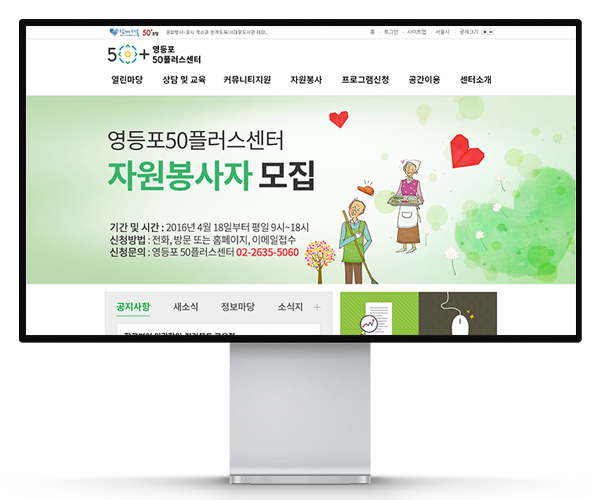 50+포털
홈 로그인 사이트맵 서울시 글자크기
50+ 영등포
50플러스센터
열린마당 상담 및 교육 커뮤니티지원 자원봉사 프로그램신청 공간이용 센터소개
영등포50플러스센터
자원봉사자 모집
기간 및 시간 : 2016년 4월 18일부터 평일 9시~18시
신청방법 : 전화, 방문 또는 홈페이지, 이메일접수
신청문의 : 영등포 50플러스센터 02-2635-5060
공지사항 새소식 정보마당 소식지 +